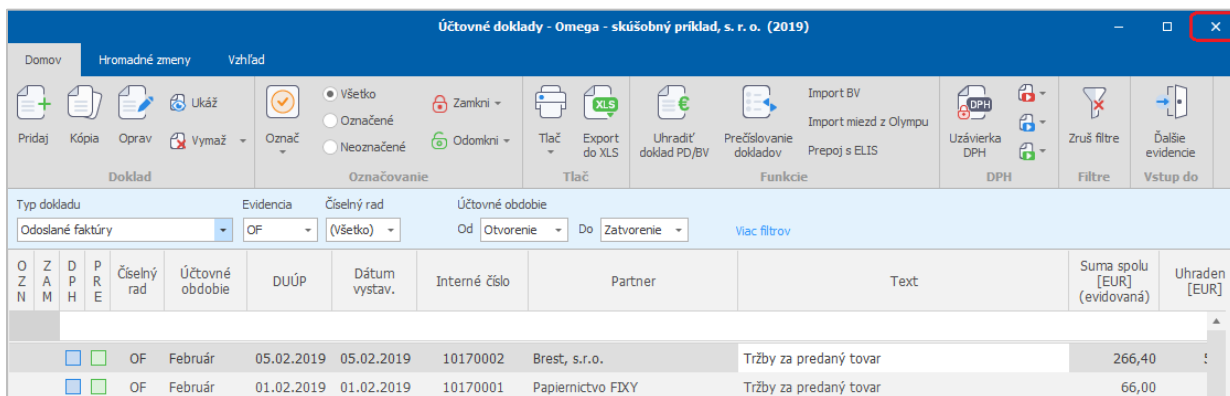 Účtovné doklady - Omega - skúšobný príklad, s. r. o. (2019)
Domov Hromadné zmeny Vzhľad
Pridaj Kópia Oprav Ukáž Vymaž
Doklad
Označ Všetko Označené Neoznačené Zamkni Odomkni
Označovanie
Tlač Export do XLS
Tlač
Uhradiť doklad PD/BV Prečíslovanie dokladov Import BV Import miezd z Olympu Prepoj s ELIS
Funkcie
Uzávierka DPH
DPH
Zruš filtre
Filtre
Ďalšie evidencie
Vstup do
Typ dokladu Evidencia Číselný rad Účtovné obdobie
Odoslané faktúry OF (Všetko) Od Otvorenie Do Zatvorenie Viac filtrov
OZN ZAM DPH PRE Číselný rad Účtovné obdobie DUÚP Dátum vystav. Interné číslo Partner Text Suma spolu [EUR] (evidovaná) Uhraden [EUR]
OF Február 05.02.2019 05.02.2019 10170002 Brest, s.r.o. Tržby za predaný tovar 266,40
OF Február 01.02.2019 01.02.2019 10170001 Papiernictvo FIXY Tržby za predaný tovar 66,00